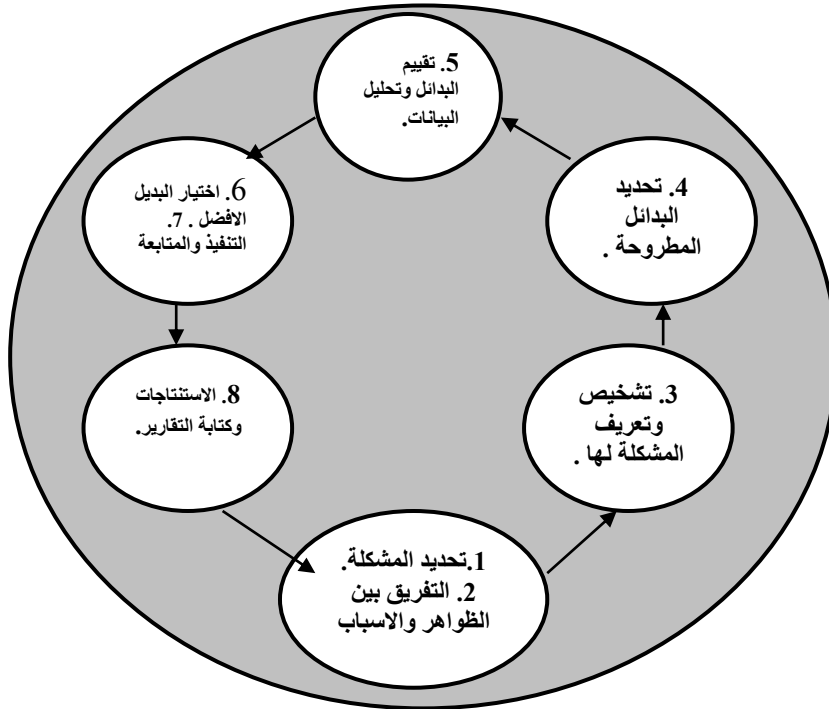 5. تقييم
البدائل وتحليل
البيانات.
4. تحديد
البدائل
المطروحة .
6. اختيار البديل
الافضل . 7.
التنفيذ والمتابعة
3. تشخيص
وتعريف
المشكلة لها .
8. الاستنتاجات
وكتابة التقارير.
1.تحديد المشكلة.
2. التفريق بين
الظواهر والاسباب